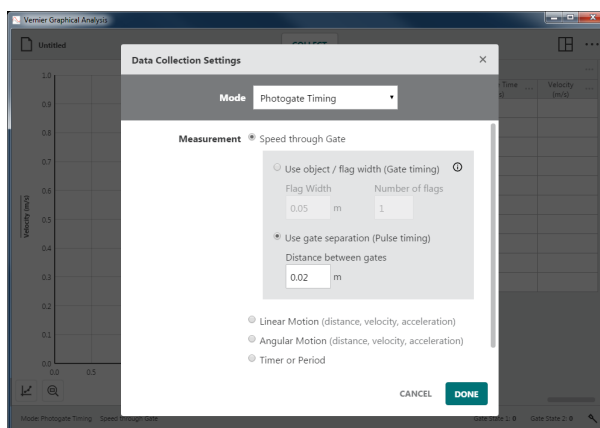 Vernier Graphical Analysis
Untitled
COLLECT
Data Collection Settings
×
Mode Photogate Timing
Measurement Speed through Gate
Use object / flag width (Gate timing)
Flag Width Number of flags
0.05 m 1
Use gate separation (Pulse timing)
Distance between gates
0.02 m
Linear Motion (distance, velocity, acceleration)
Angular Motion (distance, velocity, acceleration)
Timer or Period
CANCEL DONE
Time Velocity
(m/s)
Velocity (m/s)
1.0
0.9
0.8
0.7
0.6
0.5
0.4
0.3
0.2
0.1
0.0
0.0 0.5
Mode: Photogate Timing Speed through Gate Gate State 1: 0 Gate State 2: 0